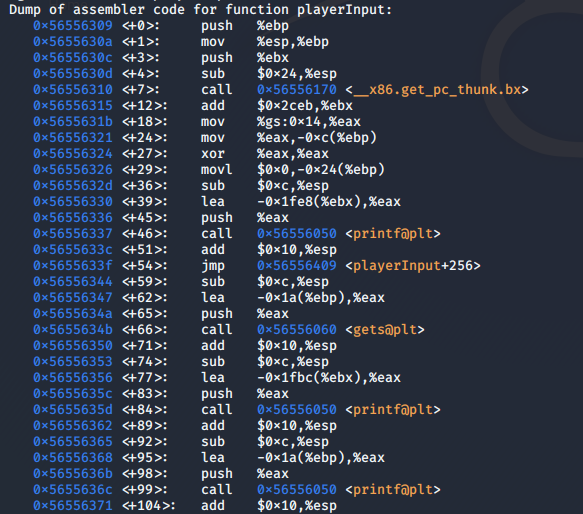 Dump of assembler code for function playerInput:
0x56556309 <+0>: push %ebp
0x5655630a <+1>: mov %esp,%ebp
0x5655630c <+3>: push %ebx
0x5655630d <+4>: sub $0x24,%esp
0x56556310 <+7>: call 0x56556170 <__x86.get_pc_thunk.bx>
0x56556315 <+12>: add $0x2ceb,%ebx
0x5655631b <+18>: mov %gs:0x14,%eax
0x56556321 <+24>: mov %eax,-0xc(%ebp)
0x56556324 <+27>: xor %eax,%eax
0x56556326 <+29>: movl $0x0,-0x24(%ebp)
0x5655632d <+36>: sub $0xc,%esp
0x56556330 <+39>: lea -0x1fe8(%ebx),%eax
0x56556336 <+45>: push %eax
0x56556337 <+46>: call 0x56556050 <printf@plt>
0x5655633c <+51>: add $0x10,%esp
0x5655633f <+54>: jmp 0x56556409 <playerInput+256>
0x56556344 <+59>: sub $0xc,%esp
0x56556347 <+62>: lea -0x1a(%ebp),%eax
0x5655634a <+65>: push %eax
0x5655634b <+66>: call 0x56556060 <gets@plt>
0x56556350 <+71>: add $0x10,%esp
0x56556353 <+74>: sub $0xc,%esp
0x56556356 <+77>: lea -0x1fbc(%ebx),%eax
0x5655635c <+83>: push %eax
0x5655635d <+84>: call 0x56556050 <printf@plt>
0x56556362 <+89>: add $0x10,%esp
0x56556365 <+92>: sub $0xc,%esp
0x56556368 <+95>: lea -0x1a(%ebp),%eax
0x5655636b <+98>: push %eax
0x5655636c <+99>: call 0x56556050 <printf@plt>
0x56556371 <+104>: add $0x10,%esp